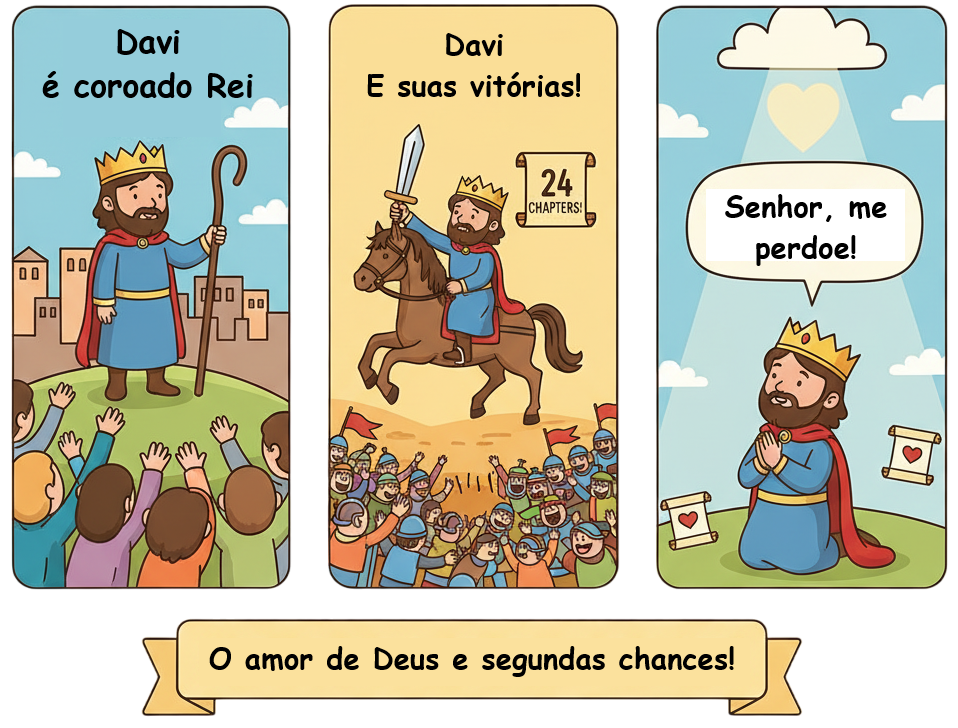 Davi
é coroado Rei
Davi
E suas vitórias!
24
CHAPTERS!
Senhor, me
perdoe!
O amor de Deus e segundas chances!